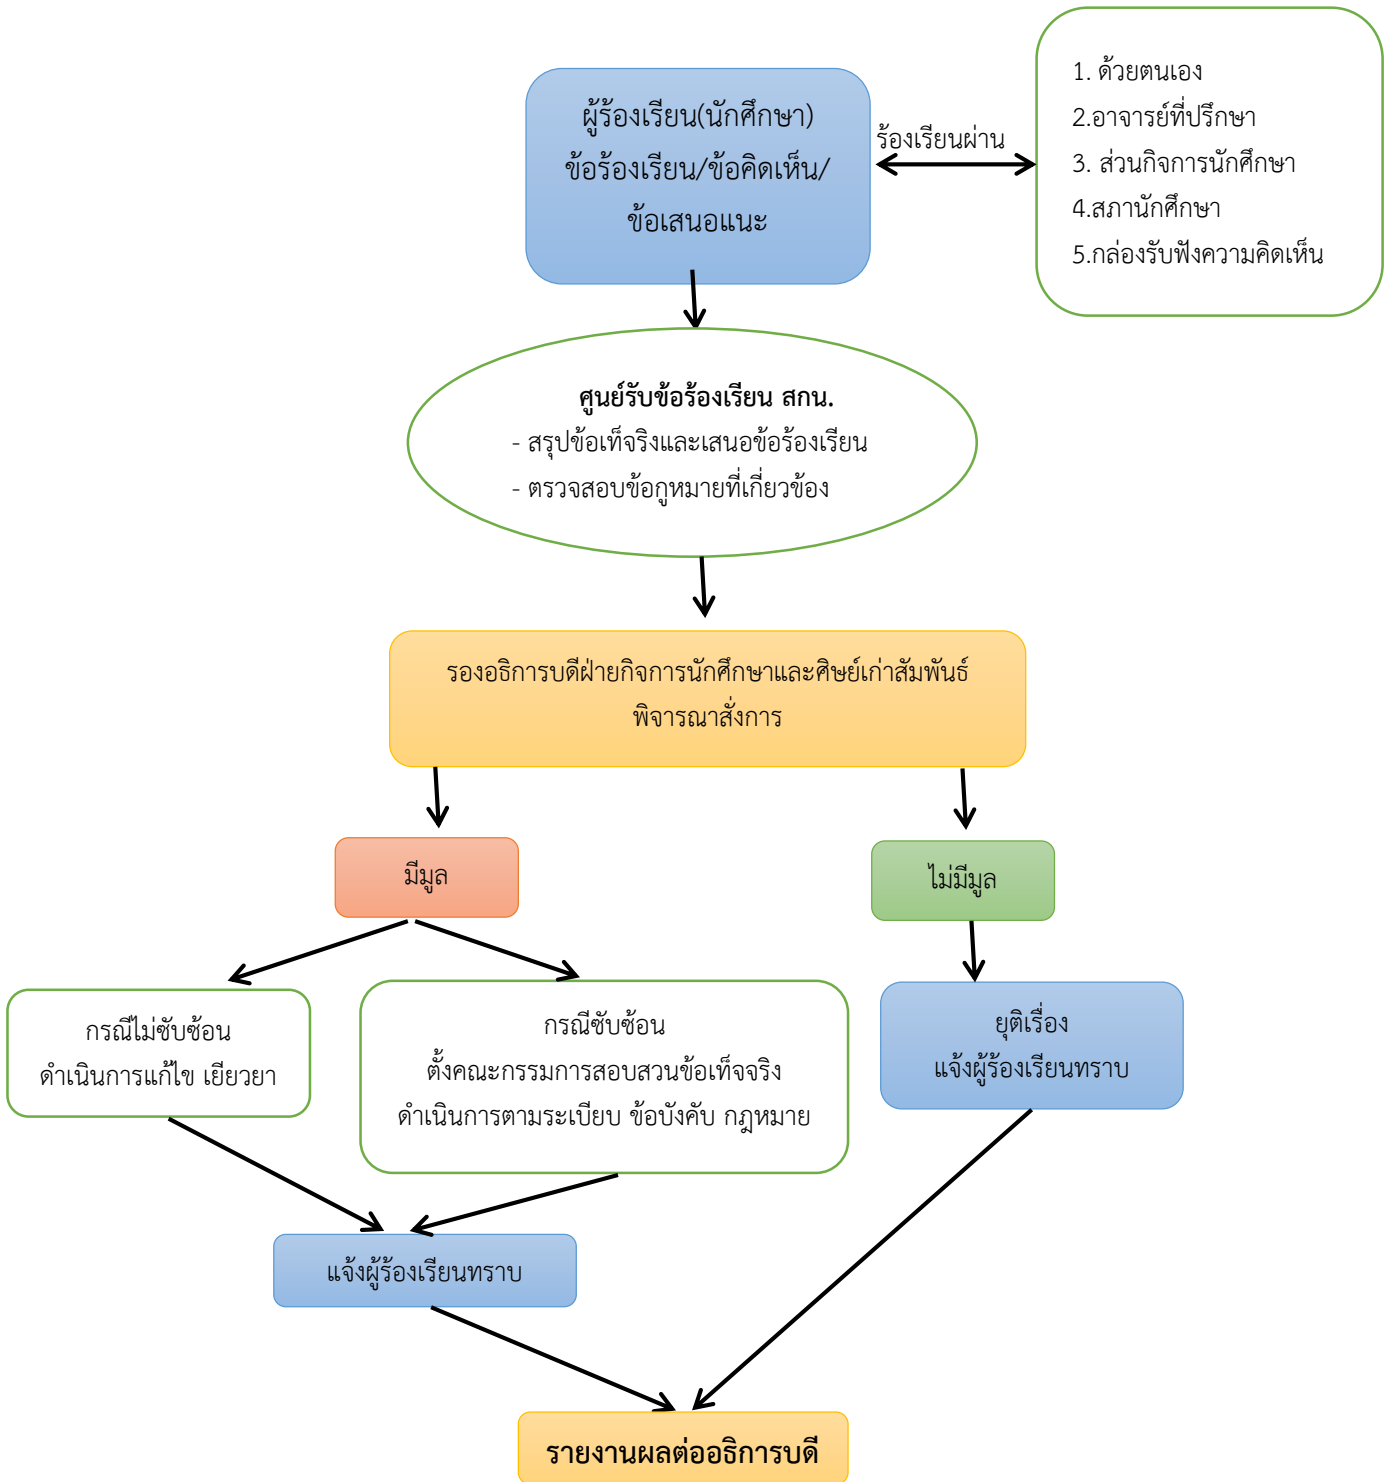 ผู้ร้องเรียน(นักศึกษา)
ข้อร้องเรียน/ข้อคิดเห็น/
ข้อเสนอแนะ
ร้องเรียนผ่าน
1. ด้วยตนเอง
2.อาจารย์ที่ปรึกษา
3. ส่วนกิจการนักศึกษา
4.สภานักศึกษา
5.กล่องรับฟังความคิดเห็น
ศูนย์รับข้อร้องเรียน สกน.
- สรุปข้อเท็จริงและเสนอข้อร้องเรียน
- ตรวจสอบข้อกูหมายที่เกี่ยวข้อง
รองอธิการบดีฝ่ายกิจการนักศึกษาและศิษย์เก่าสัมพันธ์
พิจารณาสั่งการ
มีมูล
ไม่มีมูล
กรณีไม่ซับซ้อน
ดำเนินการแก้ไข เยียวยา
กรณีซับซ้อน
ตั้งคณะกรรมการสอบสวนข้อเท็จจริง
ดำเนินการตามระเบียบ ข้อบังคับ กฎหมาย
ยุติเรื่อง
แจ้งผู้ร้องเรียนทราบ
แจ้งผู้ร้องเรียนทราบ
รายงานผลต่ออธิการบดี